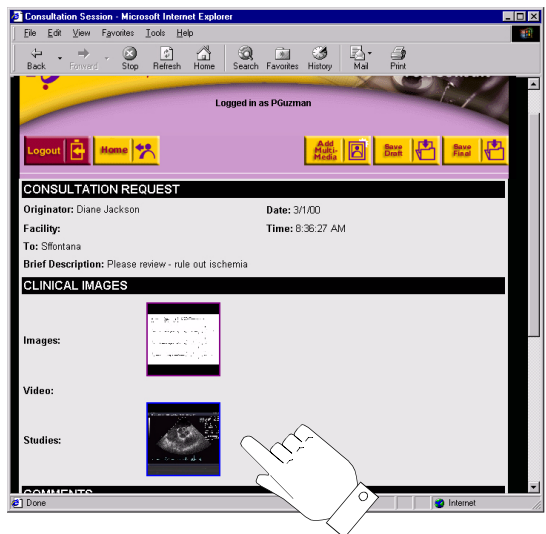 Consultation Session - Microsoft Internet Explorer
File Edit View Favorites Tools Help
Back Forward Stop Refresh Home Search Favorites History Mail Print
Logged in as PGuzman
Logout Home Add Multi-Media Save Draft Save Final
CONSULTATION REQUEST
Originator: Diane Jackson Date: 3/1/00
Facility: Time: 8:36:27 AM
To: Sffontana
Brief Description: Please review - rule out ischemia
CLINICAL IMAGES
Images:
Video:
Studies:
COMMENTS
Done Internet